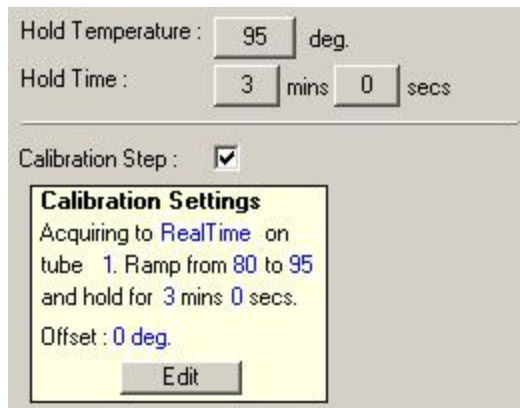 Hold Temperature : 95 deg.
Hold Time : 3 mins 0 secs
Calibration Step :
Calibration Settings
Acquiring to RealTime on
tube 1. Ramp from 80 to 95
and hold for 3 mins 0 secs.
Offset : 0 deg.
Edit